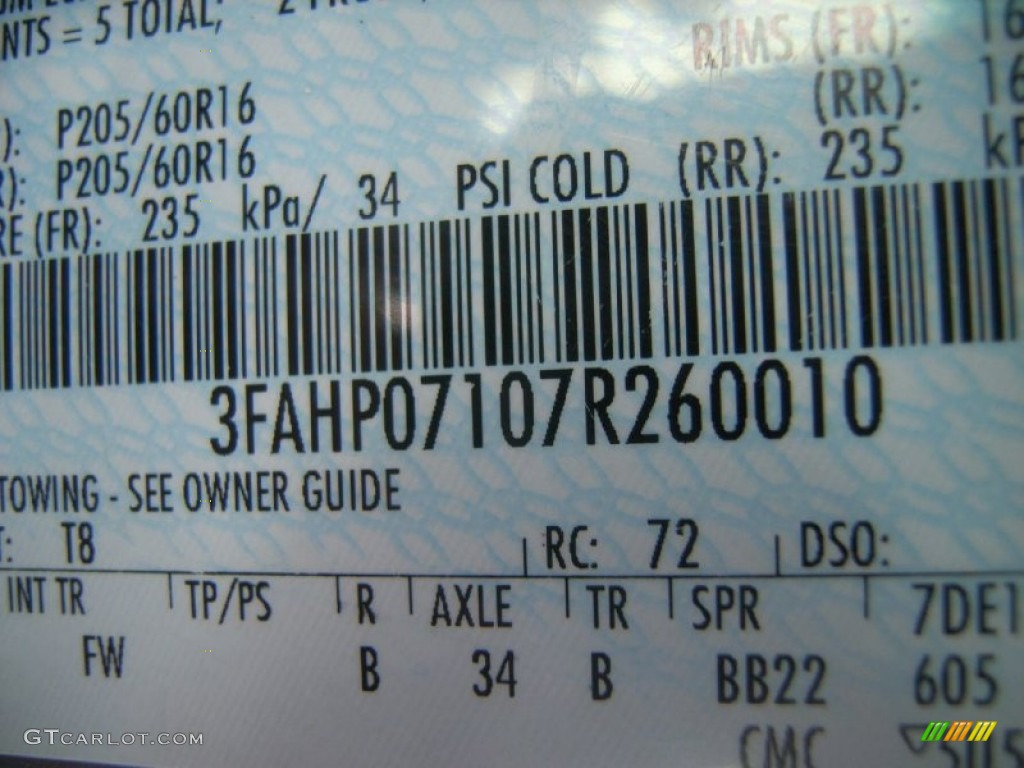 NTS = 5 TOTAL;
RIMS (FR): 16
P205/60R16 (RR): 16
P205/60R16
(FR): 235 kPa/ 34 PSI COLD (RR): 235
3FAHP07107R260010
TOWING - SEE OWNER GUIDE
T8 RC: 72 DSO:
INT TR TP/PS R AXLE TR SPR 7DE1
FW B 34 B BB22 605
CMC
GTCARLOT.COM